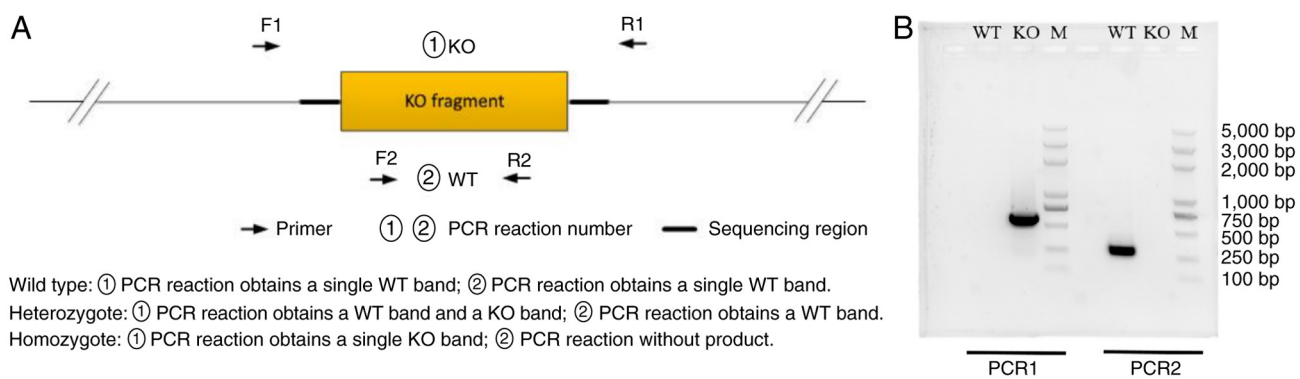 A
F1
R1
① KO
KO fragment
F2
R2
② WT
Primer
① ② PCR reaction number
Sequencing region
Wild type: ① PCR reaction obtains a single WT band; ② PCR reaction obtains a single WT band.
Heterozygote: ① PCR reaction obtains a WT band and a KO band; ② PCR reaction obtains a WT band.
Homozygote: ① PCR reaction obtains a single KO band; ② PCR reaction without product.
B
WT KO M WT KO M
5,000 bp
3,000 bp
2,000 bp
1,000 bp
750 bp
500 bp
250 bp
100 bp
PCR1 PCR2